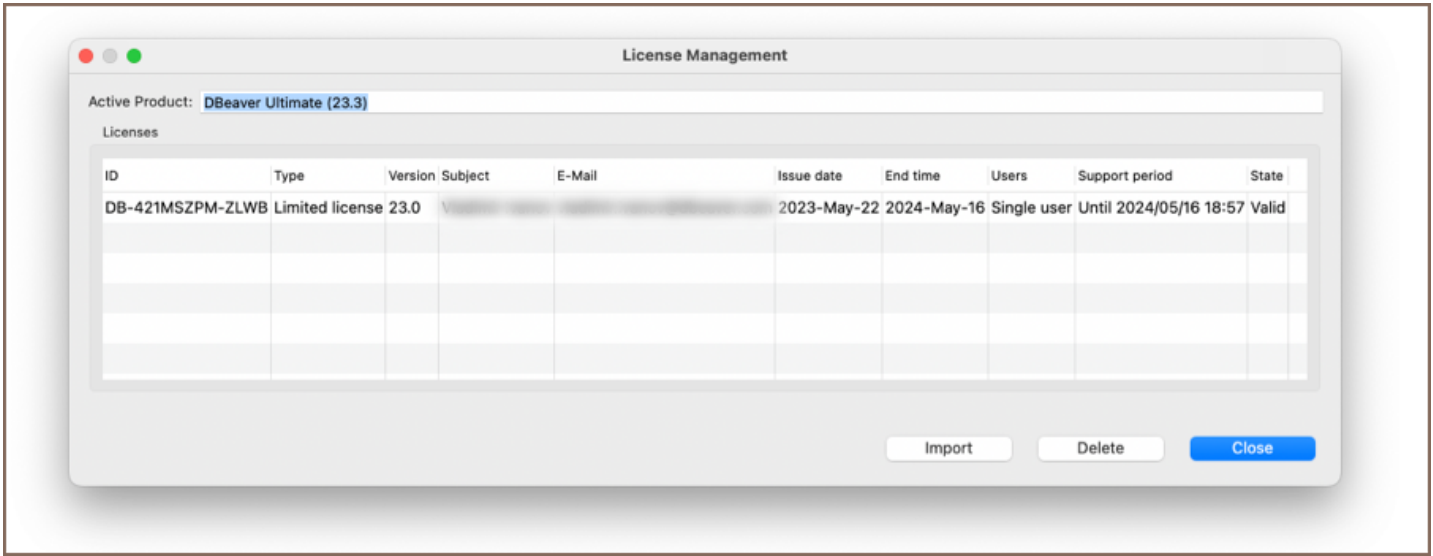 License Management
Active Product: DBeaver Ultimate (23.3)
Licenses
ID Type Version Subject E-Mail Issue date End time Users Support period State
DB-421MSZPM-ZLWB Limited license 23.0 2023-May-22 2024-May-16 Single user Until 2024/05/16 18:57 Valid
Import Delete Close